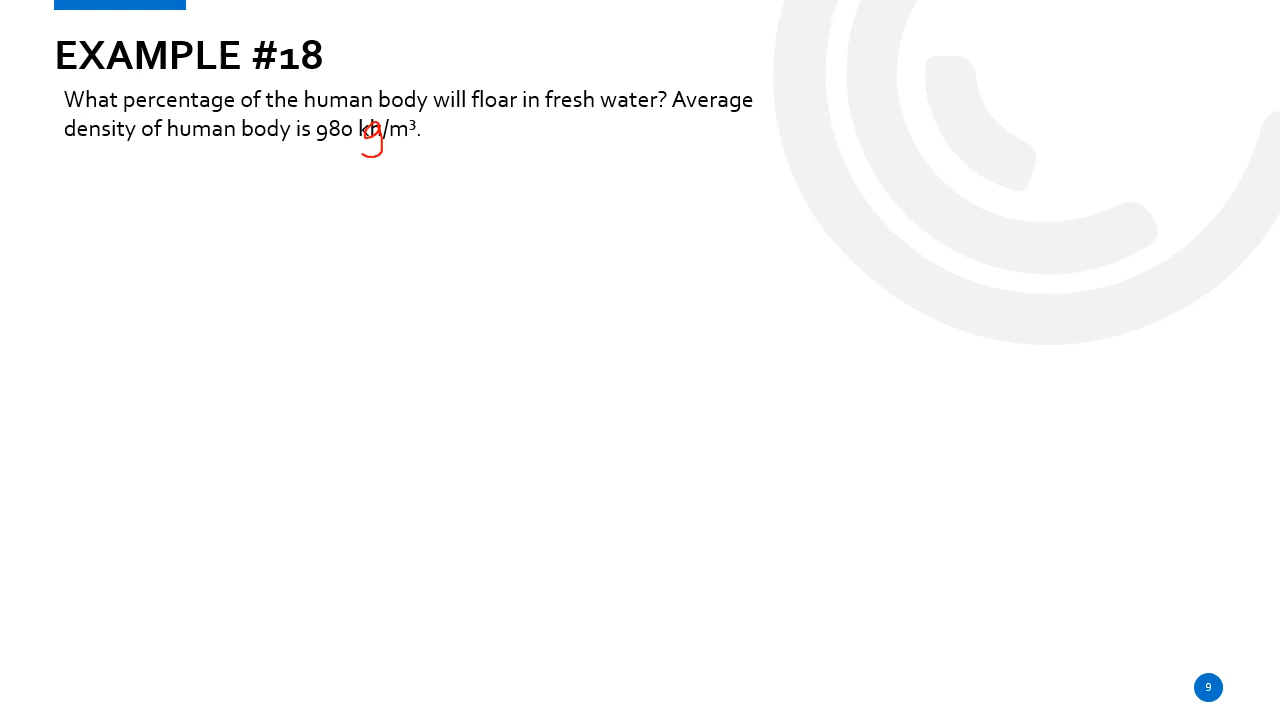 EXAMPLE #18
What percentage of the human body will floar in fresh water? Average
density of human body is 980 kh/m³.
g
9